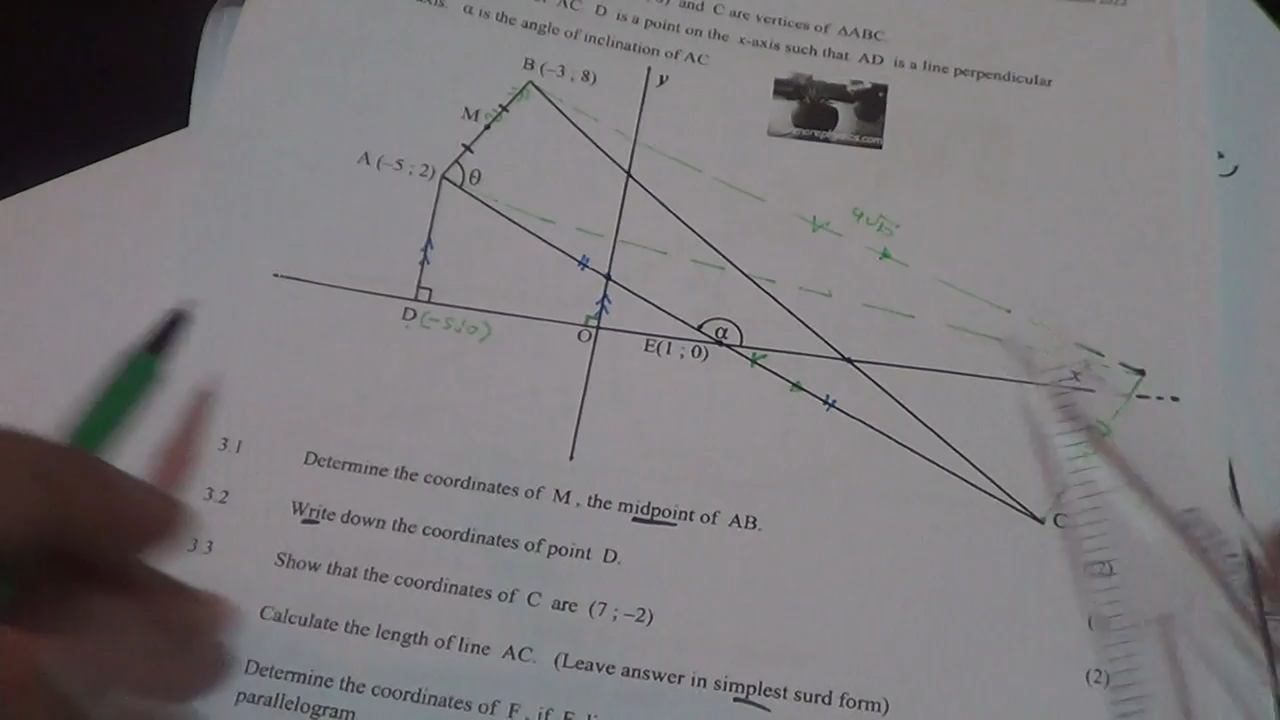 and C are vertices of ΔABC
AC D is a point on the x-axis such that AD is a line perpendicular
α is the angle of inclination of AC
B (–3 ; 8)
y
M
morephysics.com
A (–5 ; 2)
θ
D (–5;0)
O
E(1 ; 0)
α
x
C
3.1 Determine the coordinates of M , the midpoint of AB.
3.2 Write down the coordinates of point D.
3.3 Show that the coordinates of C are (7 ; –2)
(2)
Calculate the length of line AC. (Leave answer in simplest surd form)
(2)
Determine the coordinates of F , if
parallelogram